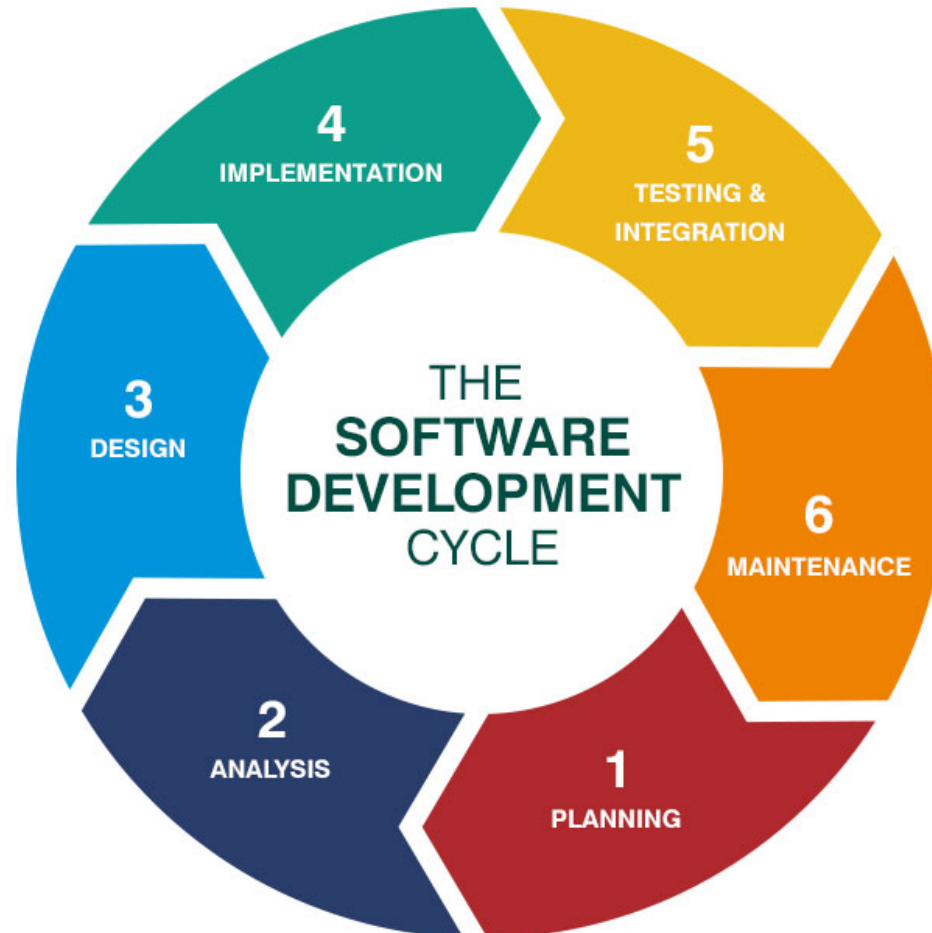 THE
SOFTWARE
DEVELOPMENT
CYCLE
1
PLANNING
2
ANALYSIS
3
DESIGN
4
IMPLEMENTATION
5
TESTING &
INTEGRATION
6
MAINTENANCE